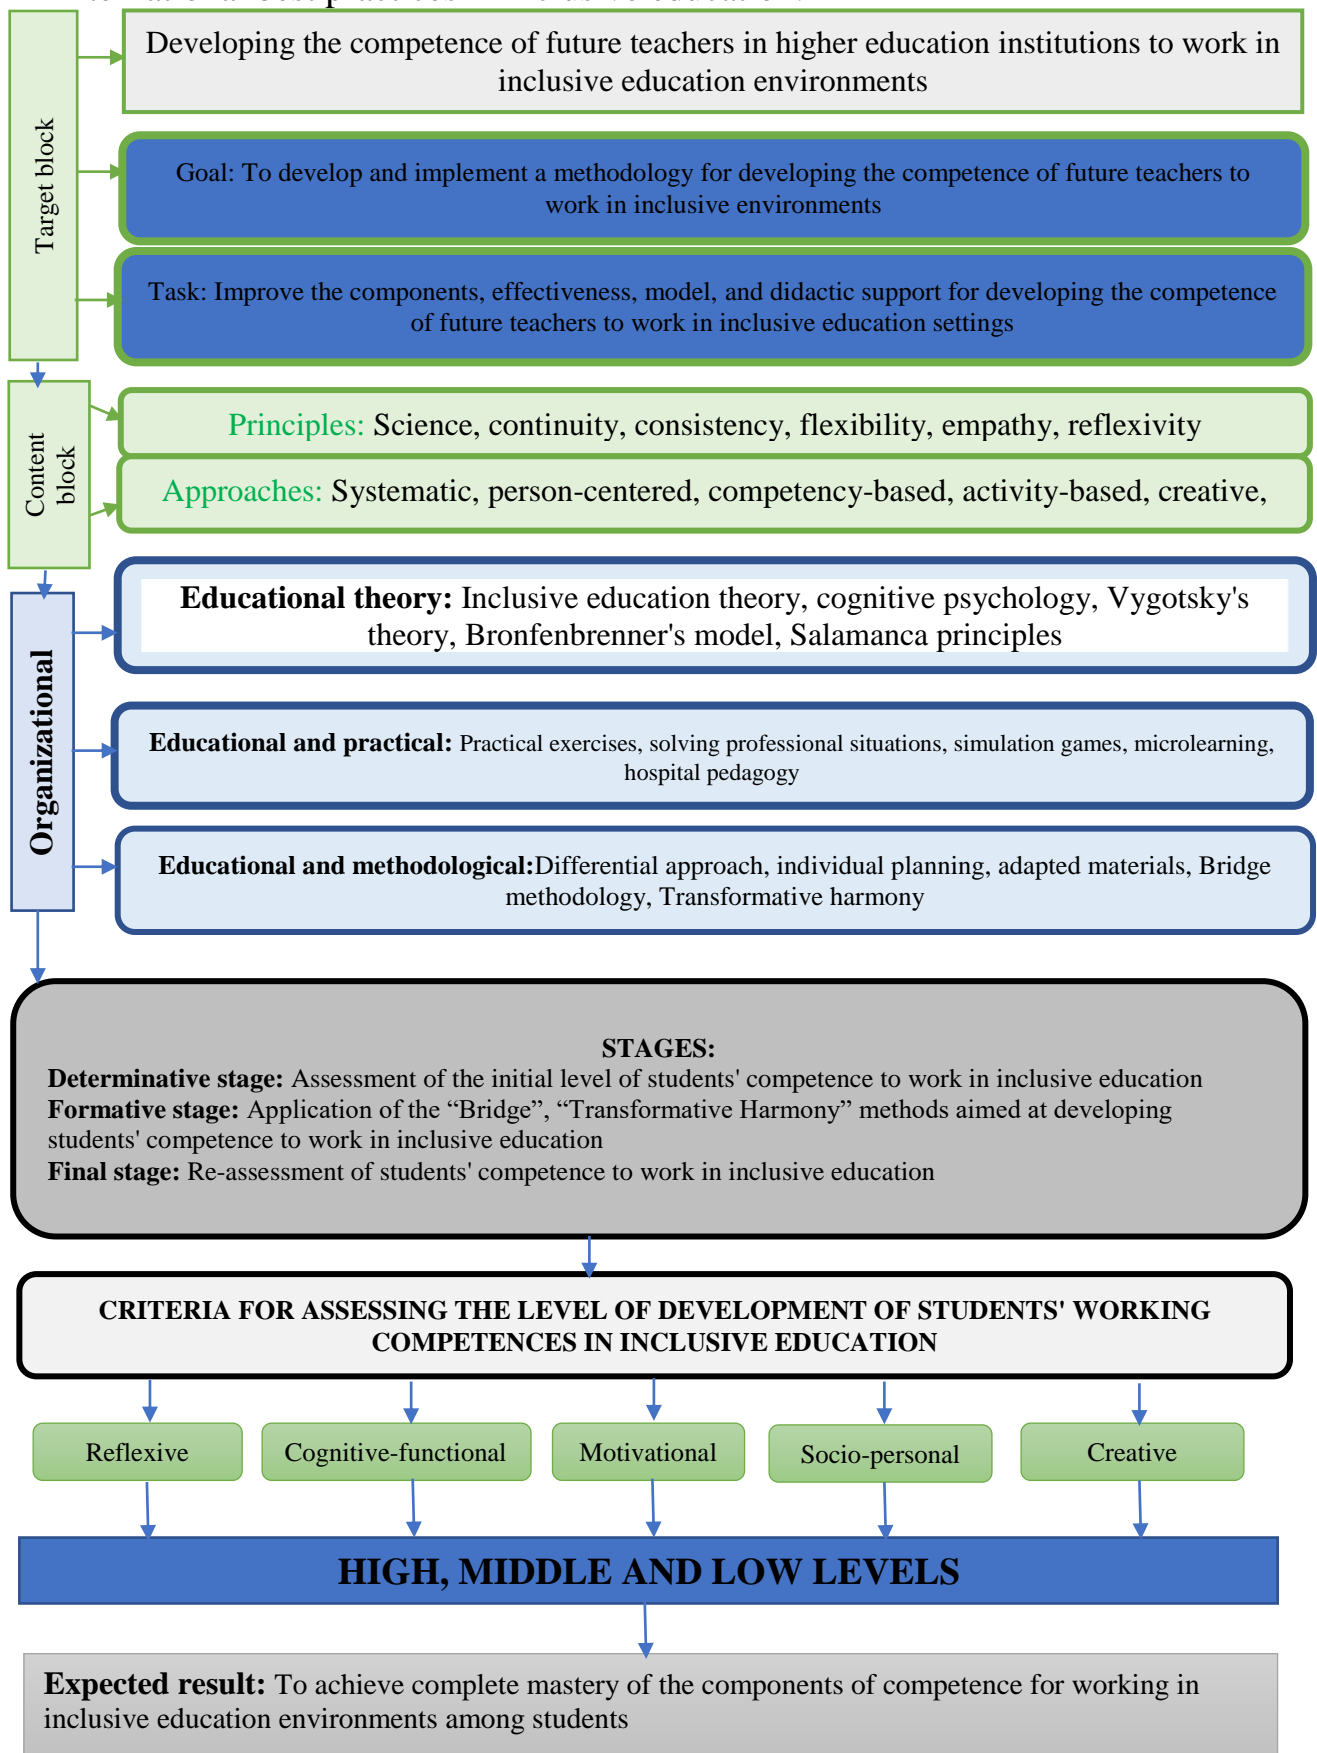 Developing the competence of future teachers in higher education institutions to work in
inclusive education environments
Target block
Goal: To develop and implement a methodology for developing the competence of future teachers to
work in inclusive environments
Task: Improve the components, effectiveness, model, and didactic support for developing the competence
of future teachers to work in inclusive education settings
Content
block
Principles: Science, continuity, consistency, flexibility, empathy, reflexivity
Approaches: Systematic, person-centered, competency-based, activity-based, creative,
Organizational
Educational theory: Inclusive education theory, cognitive psychology, Vygotsky's
theory, Bronfenbrenner's model, Salamanca principles
Educational and practical: Practical exercises, solving professional situations, simulation games, microlearning,
hospital pedagogy
Educational and methodological:Differential approach, individual planning, adapted materials, Bridge
methodology, Transformative harmony
STAGES:
Determinative stage: Assessment of the initial level of students' competence to work in inclusive education
Formative stage: Application of the “Bridge”, “Transformative Harmony” methods aimed at developing
students' competence to work in inclusive education
Final stage: Re-assessment of students' competence to work in inclusive education
CRITERIA FOR ASSESSING THE LEVEL OF DEVELOPMENT OF STUDENTS' WORKING
COMPETENCES IN INCLUSIVE EDUCATION
Reflexive
Cognitive-functional
Motivational
Socio-personal
Creative
HIGH, MIDDLE AND LOW LEVELS
Expected result: To achieve complete mastery of the components of competence for working in
inclusive education environments among students